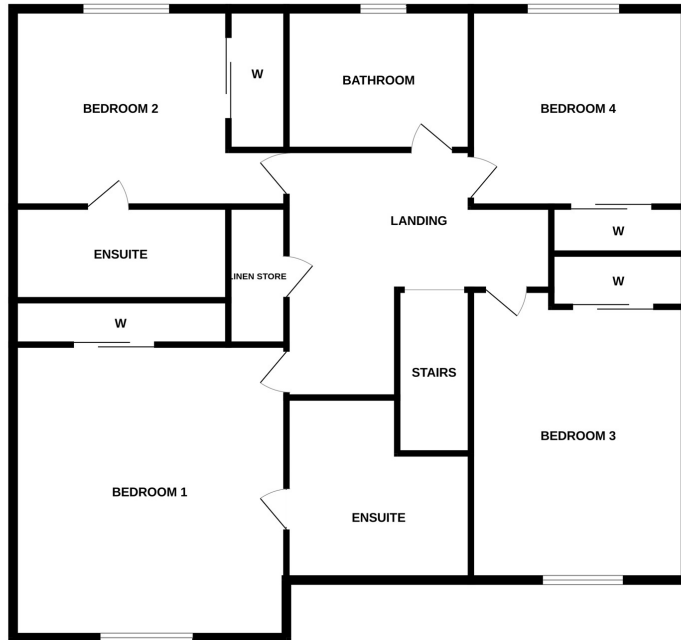 W
BATHROOM
BEDROOM 2
BEDROOM 4
LANDING
W
ENSUITE
LINEN STORE
W
W
STAIRS
BEDROOM 3
BEDROOM 1
ENSUITE